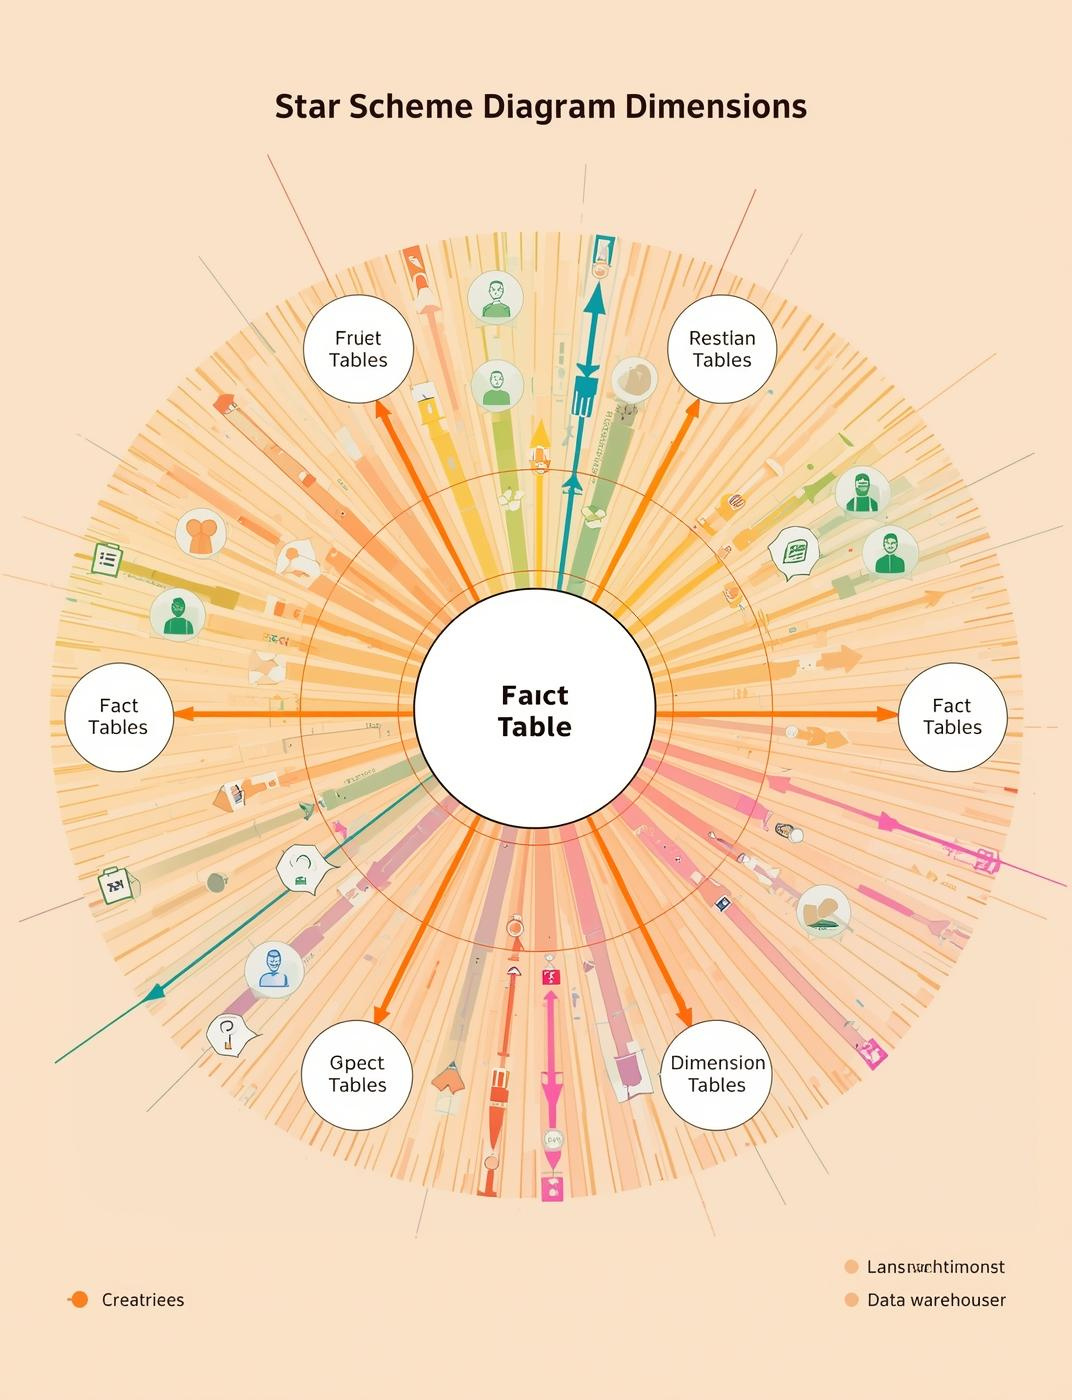 Star Scheme Diagram Dimensions
Fruet
Tables
Restlan
Tables
Fact
Tables
Faıct
Table
Fact
Tables
Gpect
Tables
Dimension
Tables
Creatriees
Data warehouser